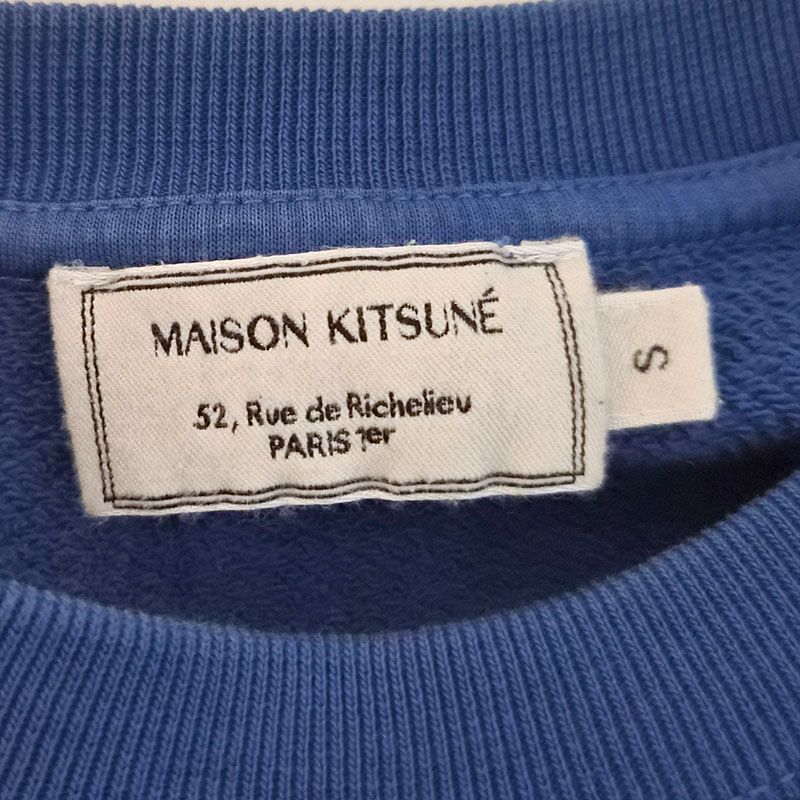 MAISON KITSUNÉ
52, Rue de Richelieu
PARIS 1er
S